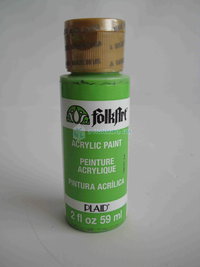 FolkArt
ACRYLIC PAINT
PEINTURE
ACRYLIQUE
PINTURA ACRÍLICA
PLAID
2 fl oz 59 ml